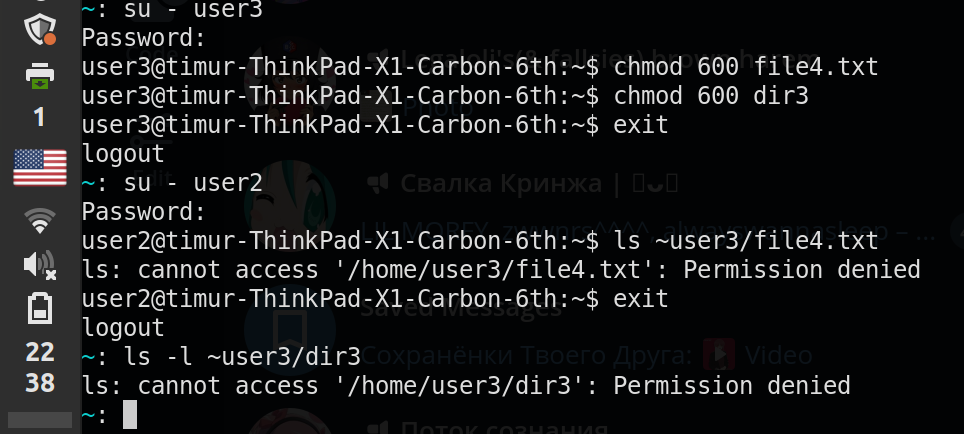 ~: su - user3
Password:
user3@timur-ThinkPad-X1-Carbon-6th:~$ chmod 600 file4.txt
user3@timur-ThinkPad-X1-Carbon-6th:~$ chmod 600 dir3
user3@timur-ThinkPad-X1-Carbon-6th:~$ exit
logout
~: su - user2
Password:
user2@timur-ThinkPad-X1-Carbon-6th:~$ ls ~user3/file4.txt
ls: cannot access '/home/user3/file4.txt': Permission denied
user2@timur-ThinkPad-X1-Carbon-6th:~$ exit
logout
~: ls -l ~user3/dir3
ls: cannot access '/home/user3/dir3': Permission denied
~:
1
22
38
Photo
Edit
Свалка Кринжа |
Saved Messages
Сохранёнки Твоего Друга: Video
Поток сознания